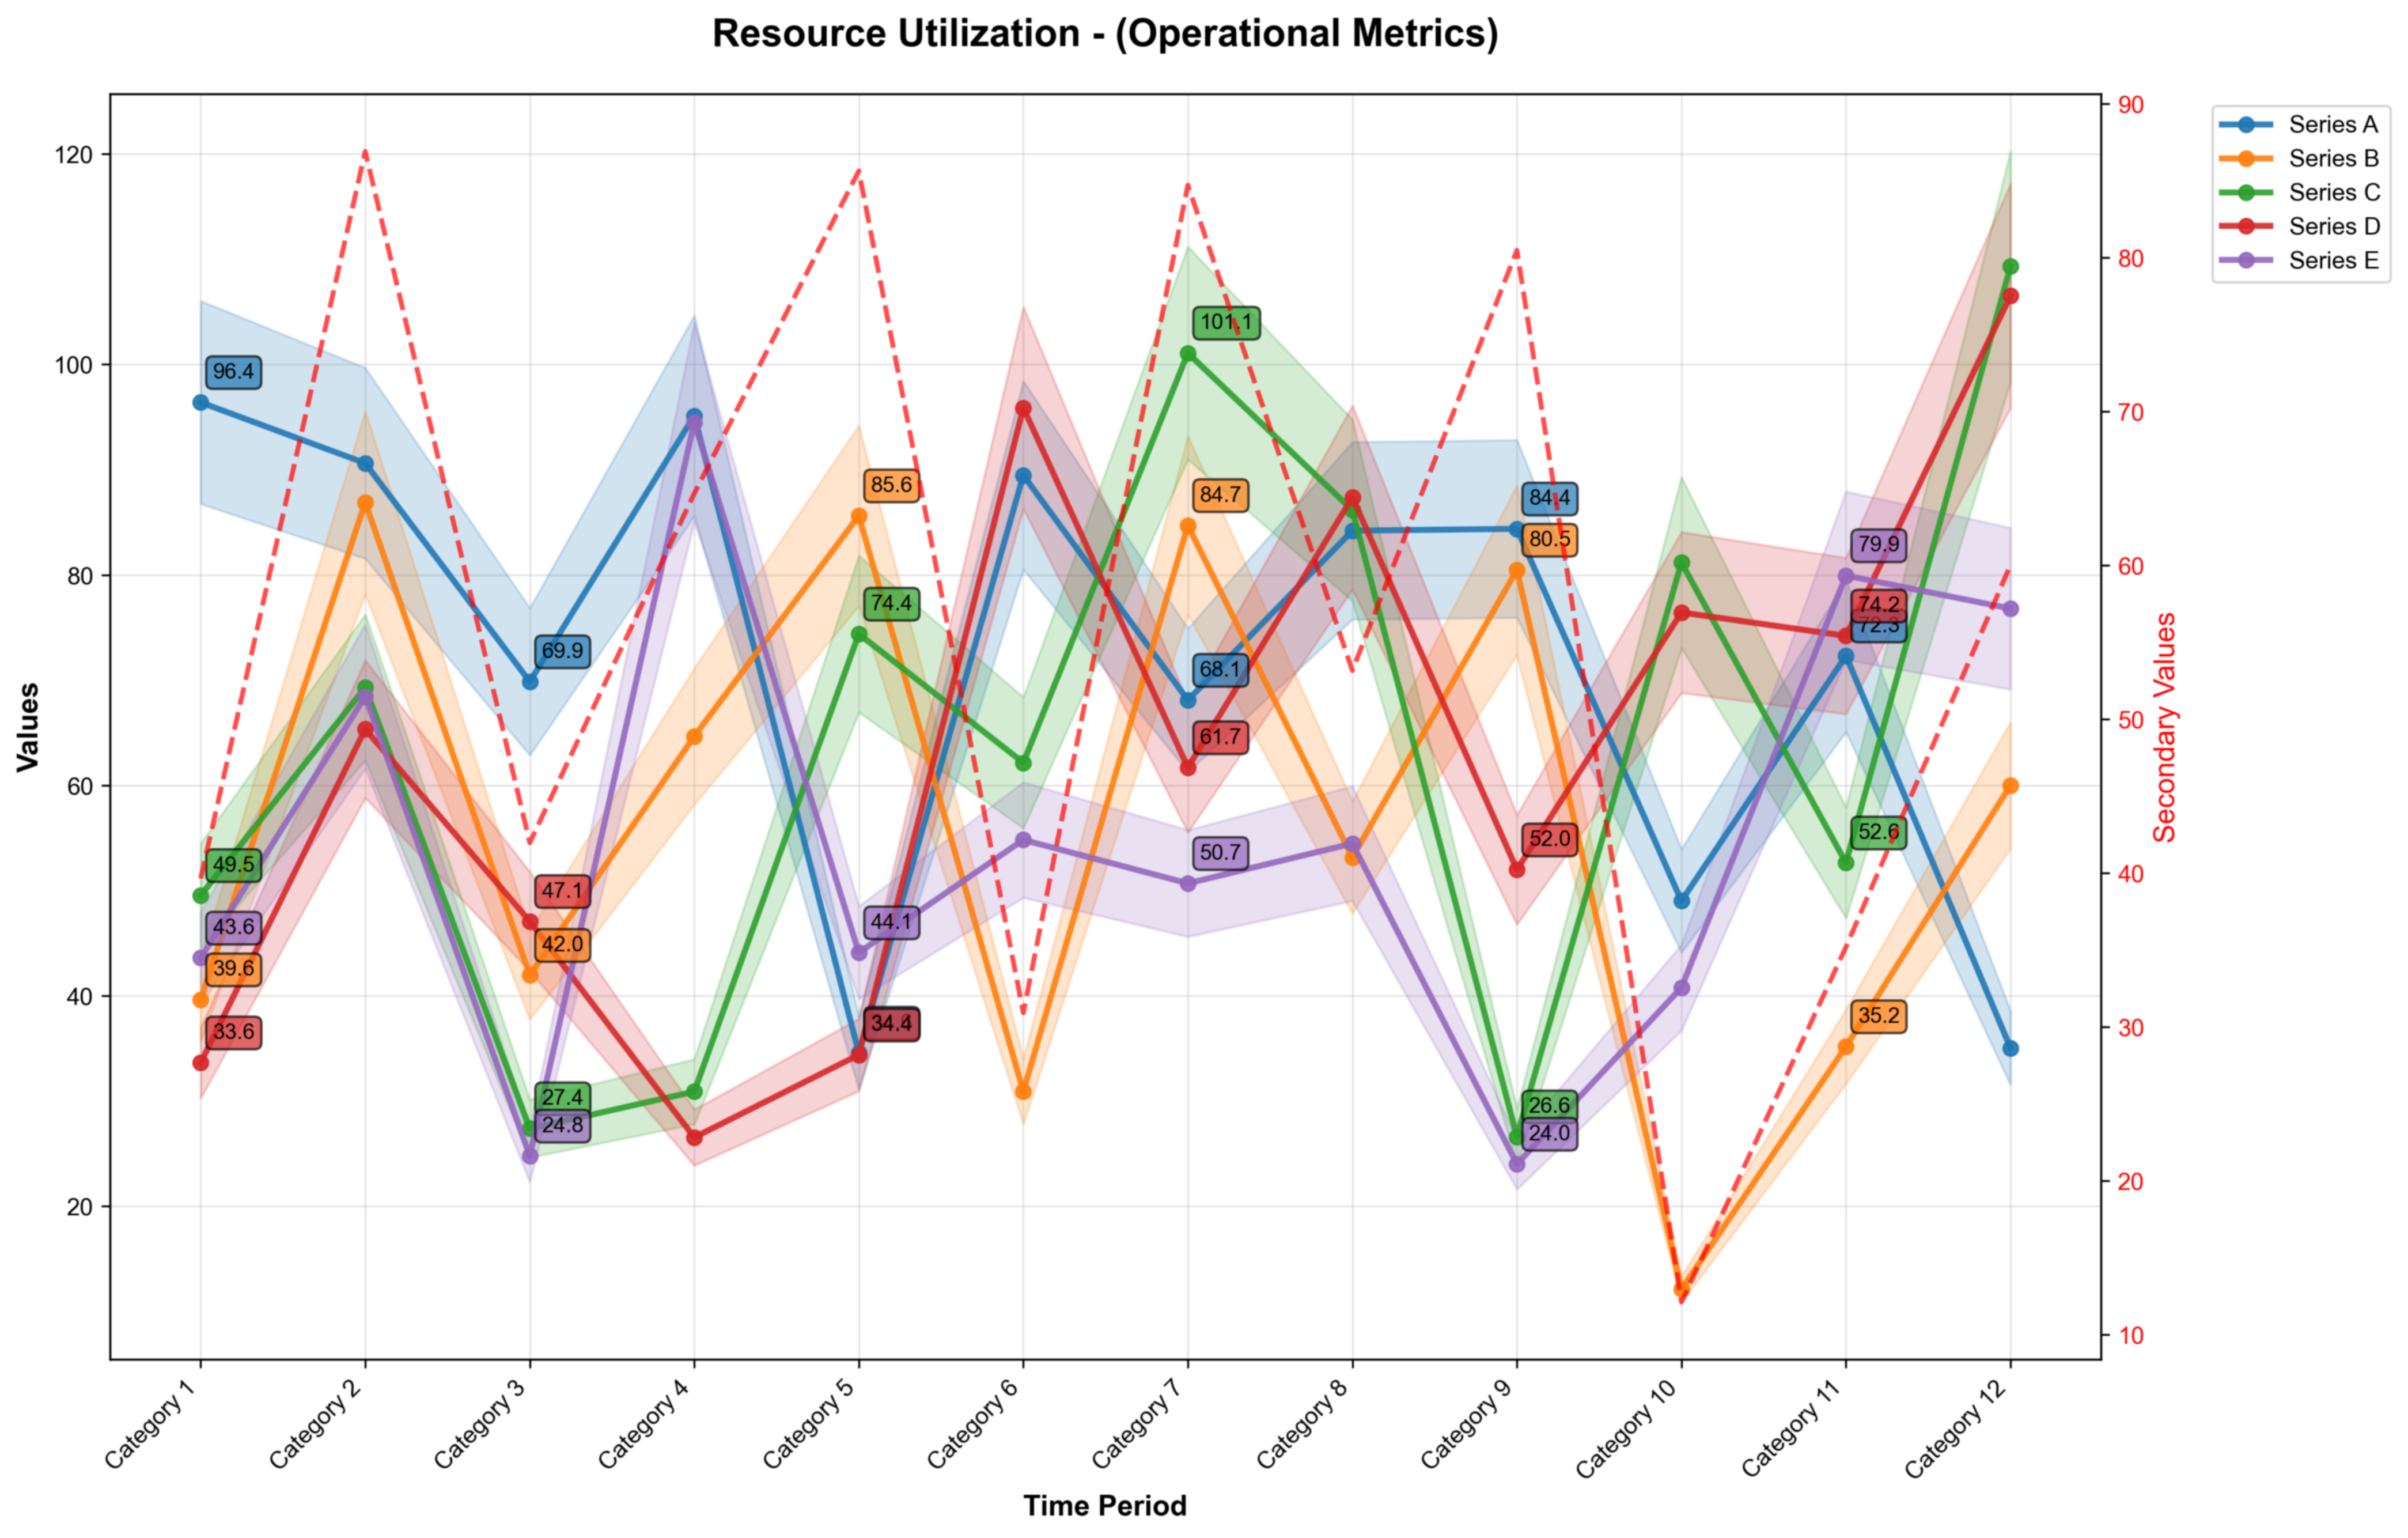 Resource Utilization - (Operational Metrics)
Values
120
100
80
60
40
20
96.4
49.5
43.6
39.6
33.6
69.9
47.1
42.0
27.4
24.8
85.6
74.4
44.1
34.4
101.1
84.7
68.1
61.7
50.7
84.4
80.5
52.0
26.6
24.0
79.9
74.2
72.3
52.6
35.2
90
80
70
60
50
40
30
20
10
Secondary Values
Series A
Series B
Series C
Series D
Series E
Category 1
Category 2
Category 3
Category 4
Category 5
Category 6
Category 7
Category 8
Category 9
Category 10
Category 11
Category 12
Time Period